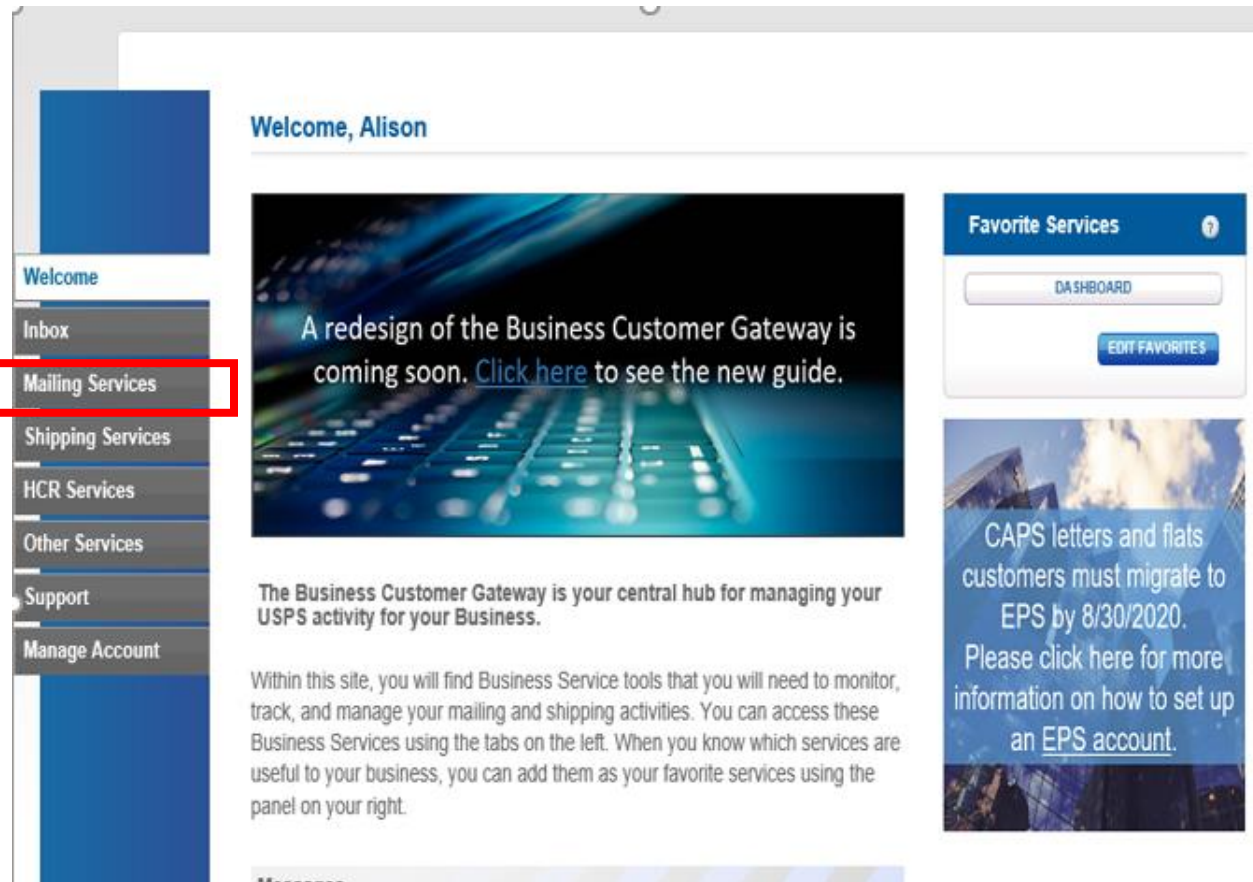 Welcome, Alison
Welcome
Inbox
Mailing Services
Shipping Services
HCR Services
Other Services
Support
Manage Account
A redesign of the Business Customer Gateway is
coming soon. Click here to see the new guide.
The Business Customer Gateway is your central hub for managing your
USPS activity for your Business.
Within this site, you will find Business Service tools that you will need to monitor,
track, and manage your mailing and shipping activities. You can access these
Business Services using the tabs on the left. When you know which services are
useful to your business, you can add them as your favorite services using the
panel on your right.
Favorite Services ?
DASHBOARD
EDIT FAVORITES
CAPS letters and flats
customers must migrate to
EPS by 8/30/2020.
Please click here for more
information on how to set up
an EPS account.